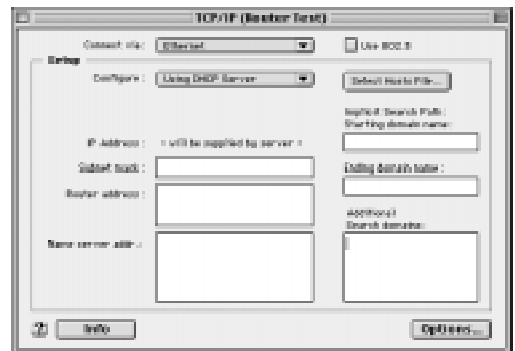 TCP/IP (Router Test)
Connect via: Ethernet
Use 802.3
Setup
Configure: Using DHCP Server
Select Hosts File...
Implicit Search Path:
Starting domain name:
IP Address: < will be supplied by server >
Subnet mask:
Ending domain name:
Router address:
Additional
Search domains:
Name server addr.:
Info
Options...